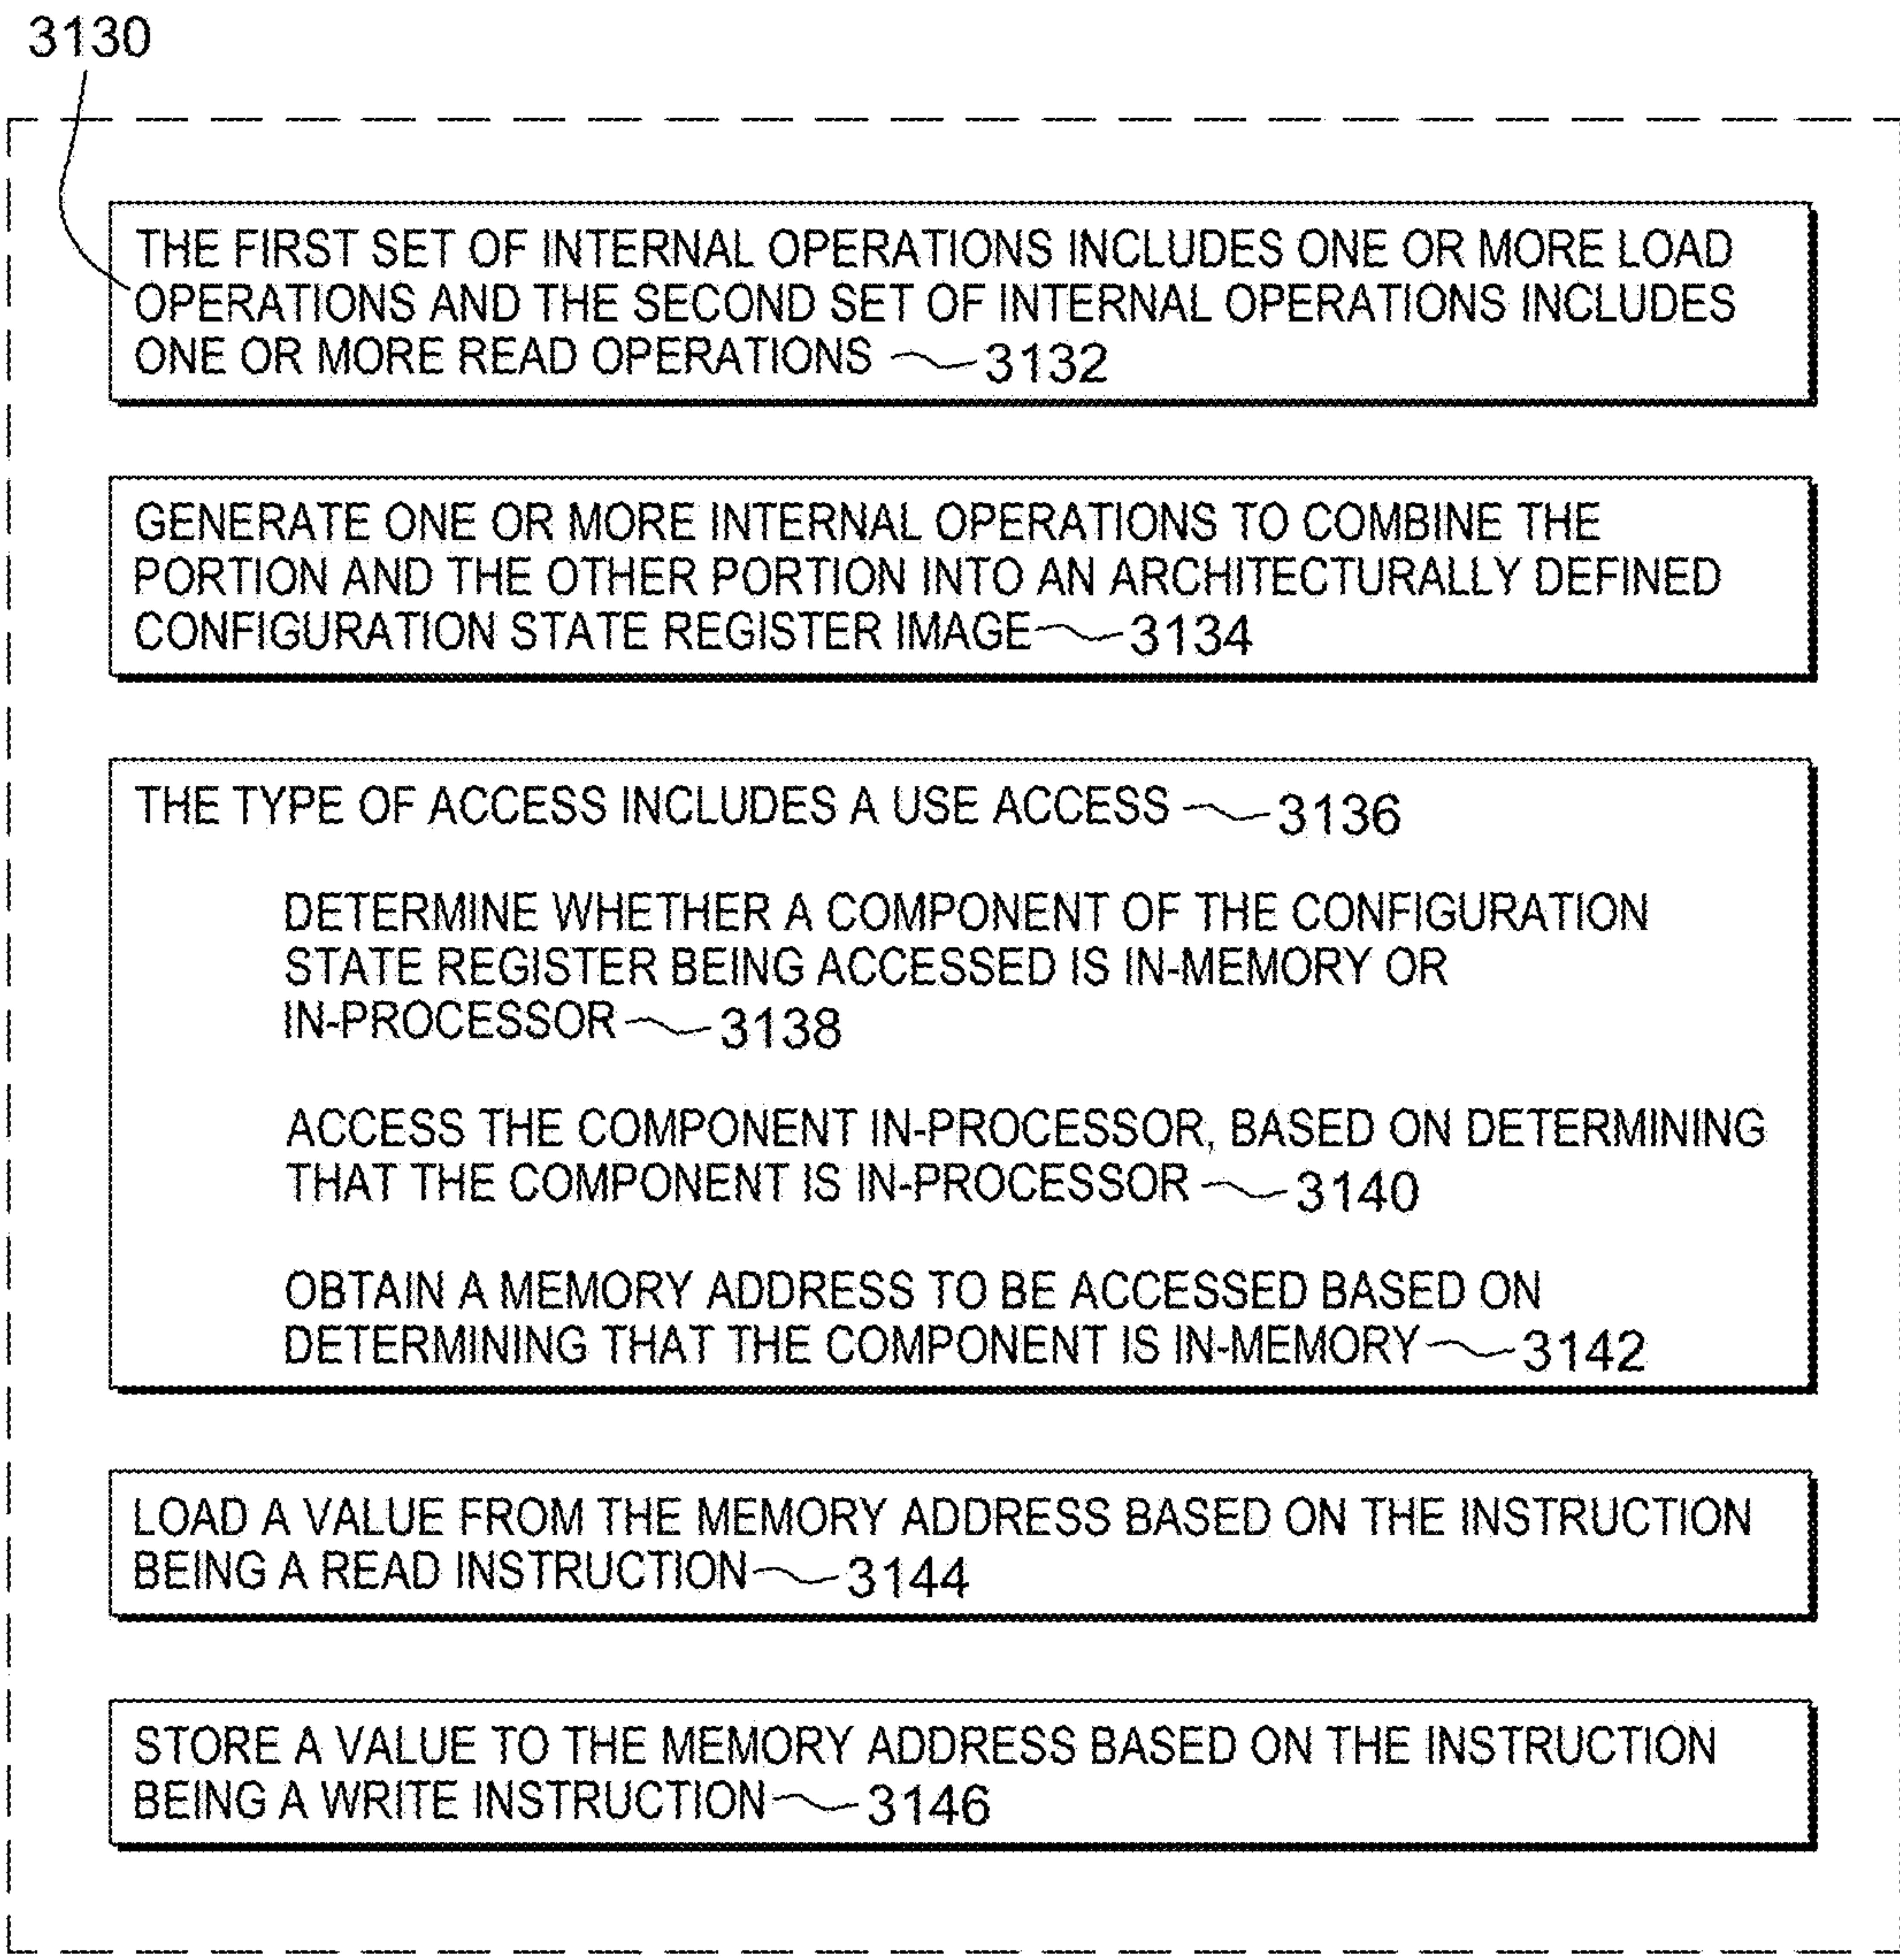 3130
THE FIRST SET OF INTERNAL OPERATIONS INCLUDES ONE OR MORE LOAD
OPERATIONS AND THE SECOND SET OF INTERNAL OPERATIONS INCLUDES
ONE OR MORE READ OPERATIONS 3132
GENERATE ONE OR MORE INTERNAL OPERATIONS TO COMBINE THE
PORTION AND THE OTHER PORTION INTO AN ARCHITECTURALLY DEFINED
CONFIGURATION STATE REGISTER IMAGE 3134
THE TYPE OF ACCESS INCLUDES A USE ACCESS 3136
DETERMINE WHETHER A COMPONENT OF THE CONFIGURATION
STATE REGISTER BEING ACCESSED IS IN-MEMORY OR
IN-PROCESSOR 3138
ACCESS THE COMPONENT IN-PROCESSOR, BASED ON DETERMINING
THAT THE COMPONENT IS IN-PROCESSOR 3140
OBTAIN A MEMORY ADDRESS TO BE ACCESSED BASED ON
DETERMINING THAT THE COMPONENT IS IN-MEMORY 3142
LOAD A VALUE FROM THE MEMORY ADDRESS BASED ON THE INSTRUCTION
BEING A READ INSTRUCTION 3144
STORE A VALUE TO THE MEMORY ADDRESS BASED ON THE INSTRUCTION
BEING A WRITE INSTRUCTION 3146